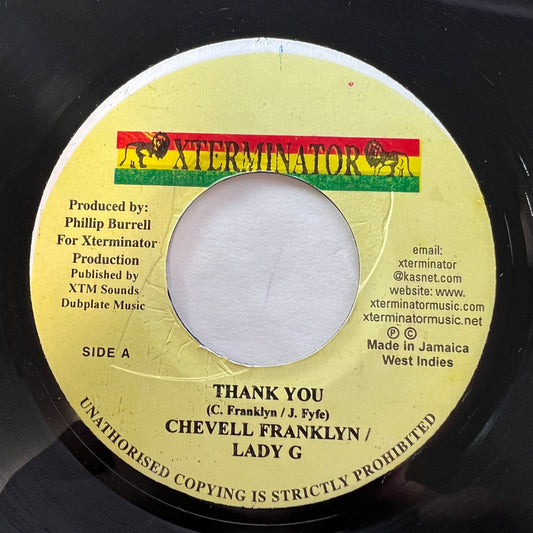 XTERMINATOR
Produced by:
Phillip Burrell
For Xterminator
Production
Published by
XTM Sounds
Dubplate Music
SIDE A
email:
xterminator
@kasnet.com
website: www.
xterminatormusic.com
xterminatormusic.net
Ⓟ Ⓒ
Made in Jamaica
West Indies
THANK YOU
(C. Franklyn / J. Fyfe)
CHEVELL FRANKLYN /
LADY G
UNATHORISED COPYING IS STRICTLY PROHIBITED